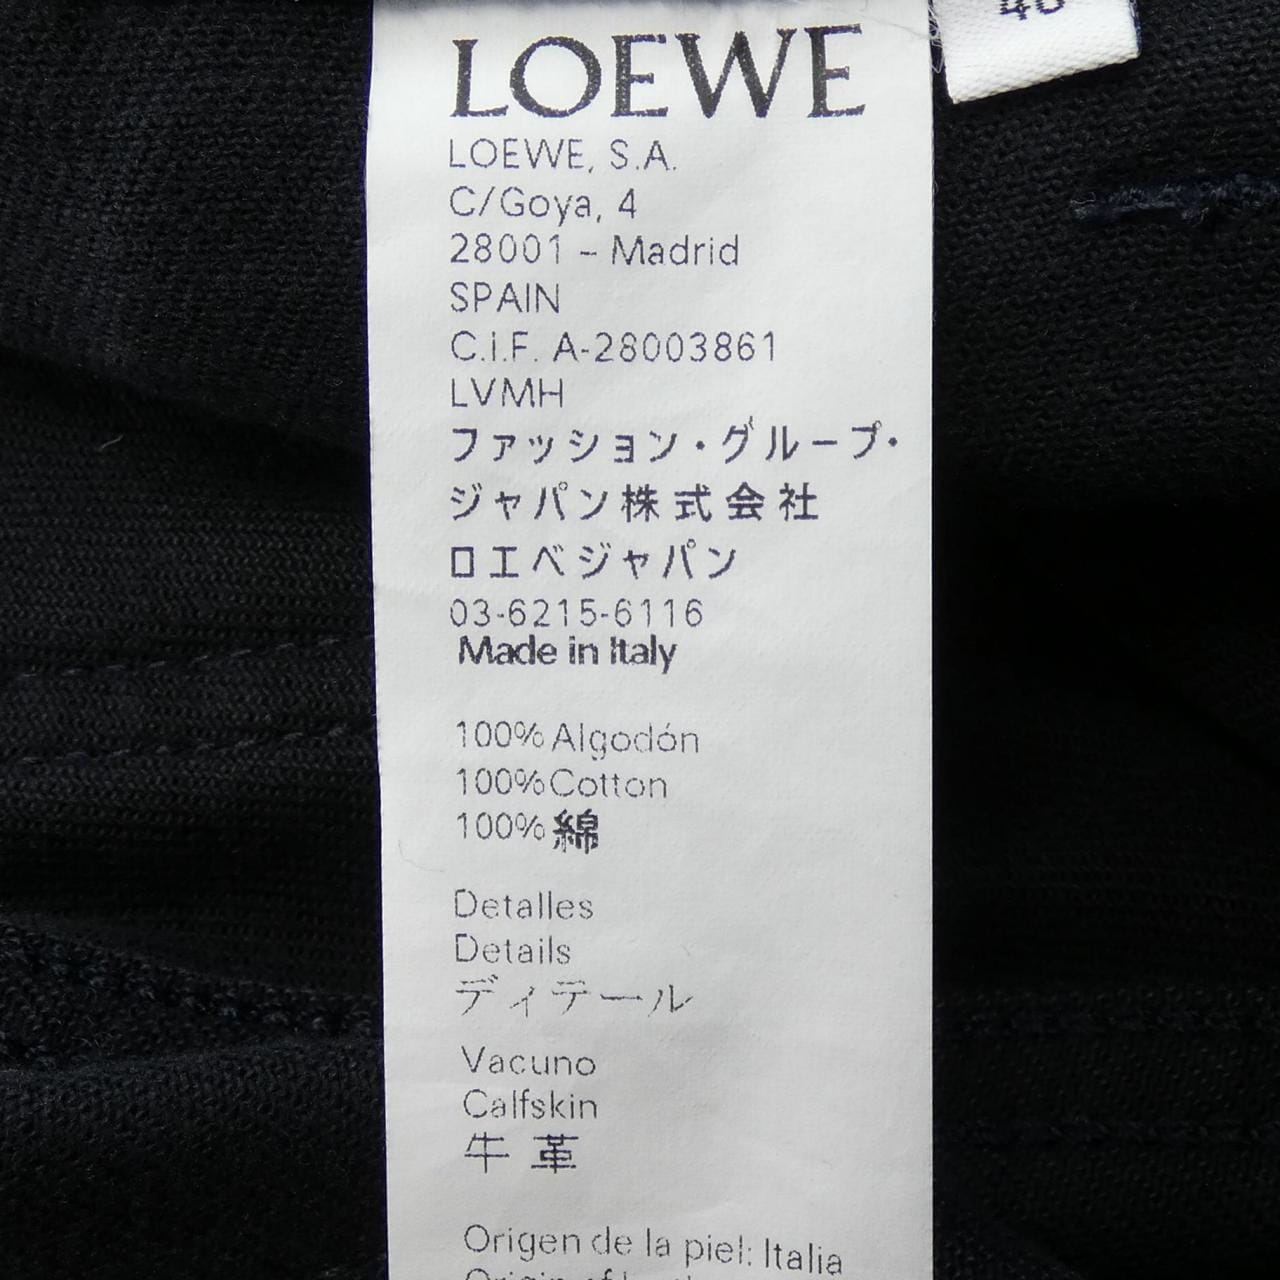 LOEWE
LOEWE, S.A.
C/Goya, 4
28001 – Madrid
SPAIN
C.i.F. A-28003861
LVMH
ファッション・グループ・
ジャパン株式会社
ロエベジャパン
03-6215-6116
Made in Italy
100% Algodón
100% Cotton
100% 綿
Detalles
Details
ディテール
Vacuno
Calfskin
牛革
Origen de la piel: Italia